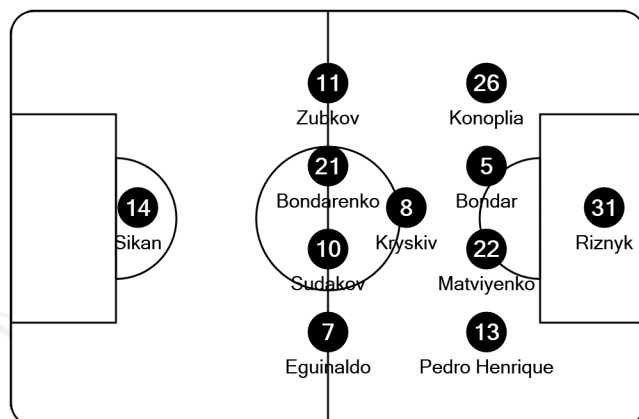 11
Zubkov
26
Konoplia
21
Bondarenko
5
Bondar
14
Sikan
8
Kryskiv
31
Riznyk
10
Sudakov
22
Matviyenko
7
Eguinaldo
13
Pedro Henrique